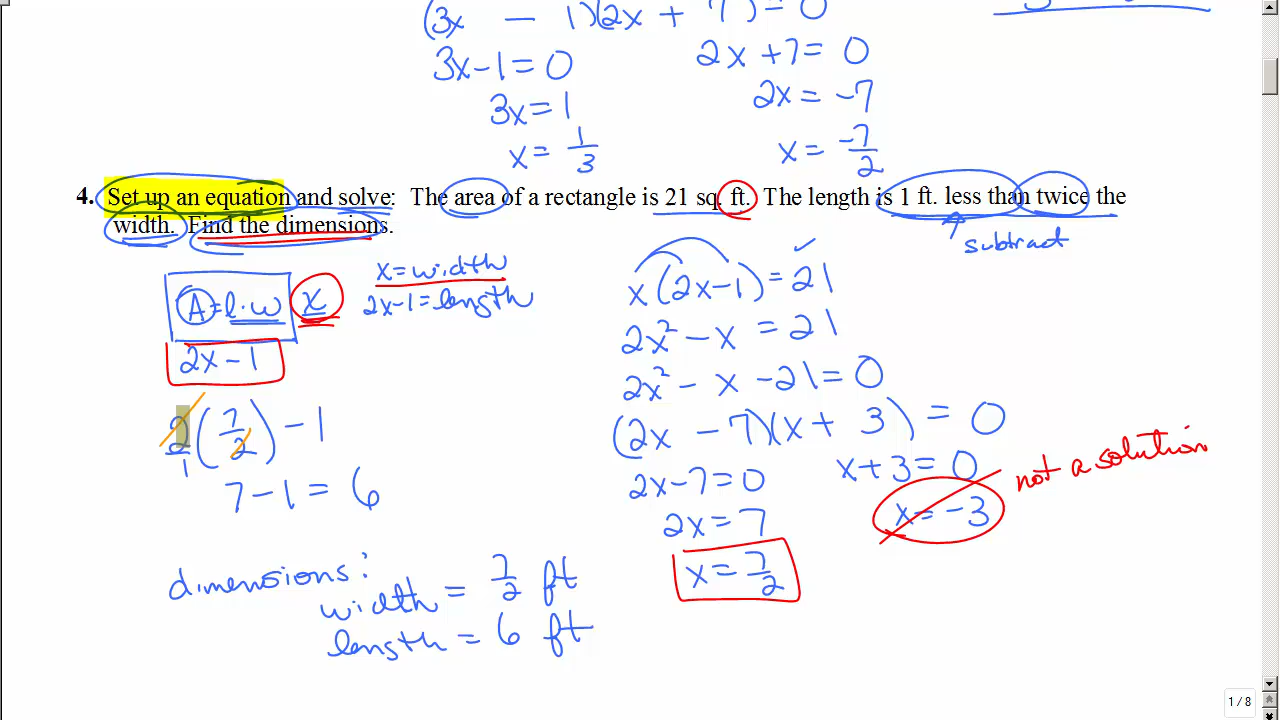 (3x - 1)(2x + 7) = 0
3x-1=0
2x+7=0
3x=1
2x= -7
x= 1/3
x= -7/2
4. Set up an equation and solve: The area of a rectangle is 21 sq. ft. The length is 1 ft. less than twice the
width. Find the dimensions.
subtract
x=width
2x-1=length
A=l·w x
2x-1
2(7/2)-1
1
7-1=6
x(2x-1)=21
2x²-x=21
2x²-x-21=0
(2x-7)(x+3)=0
2x-7=0
x+3=0
2x=7
x=-3
not a solution
x=7/2
dimensions:
width = 7/2 ft
length = 6 ft
1 / 8